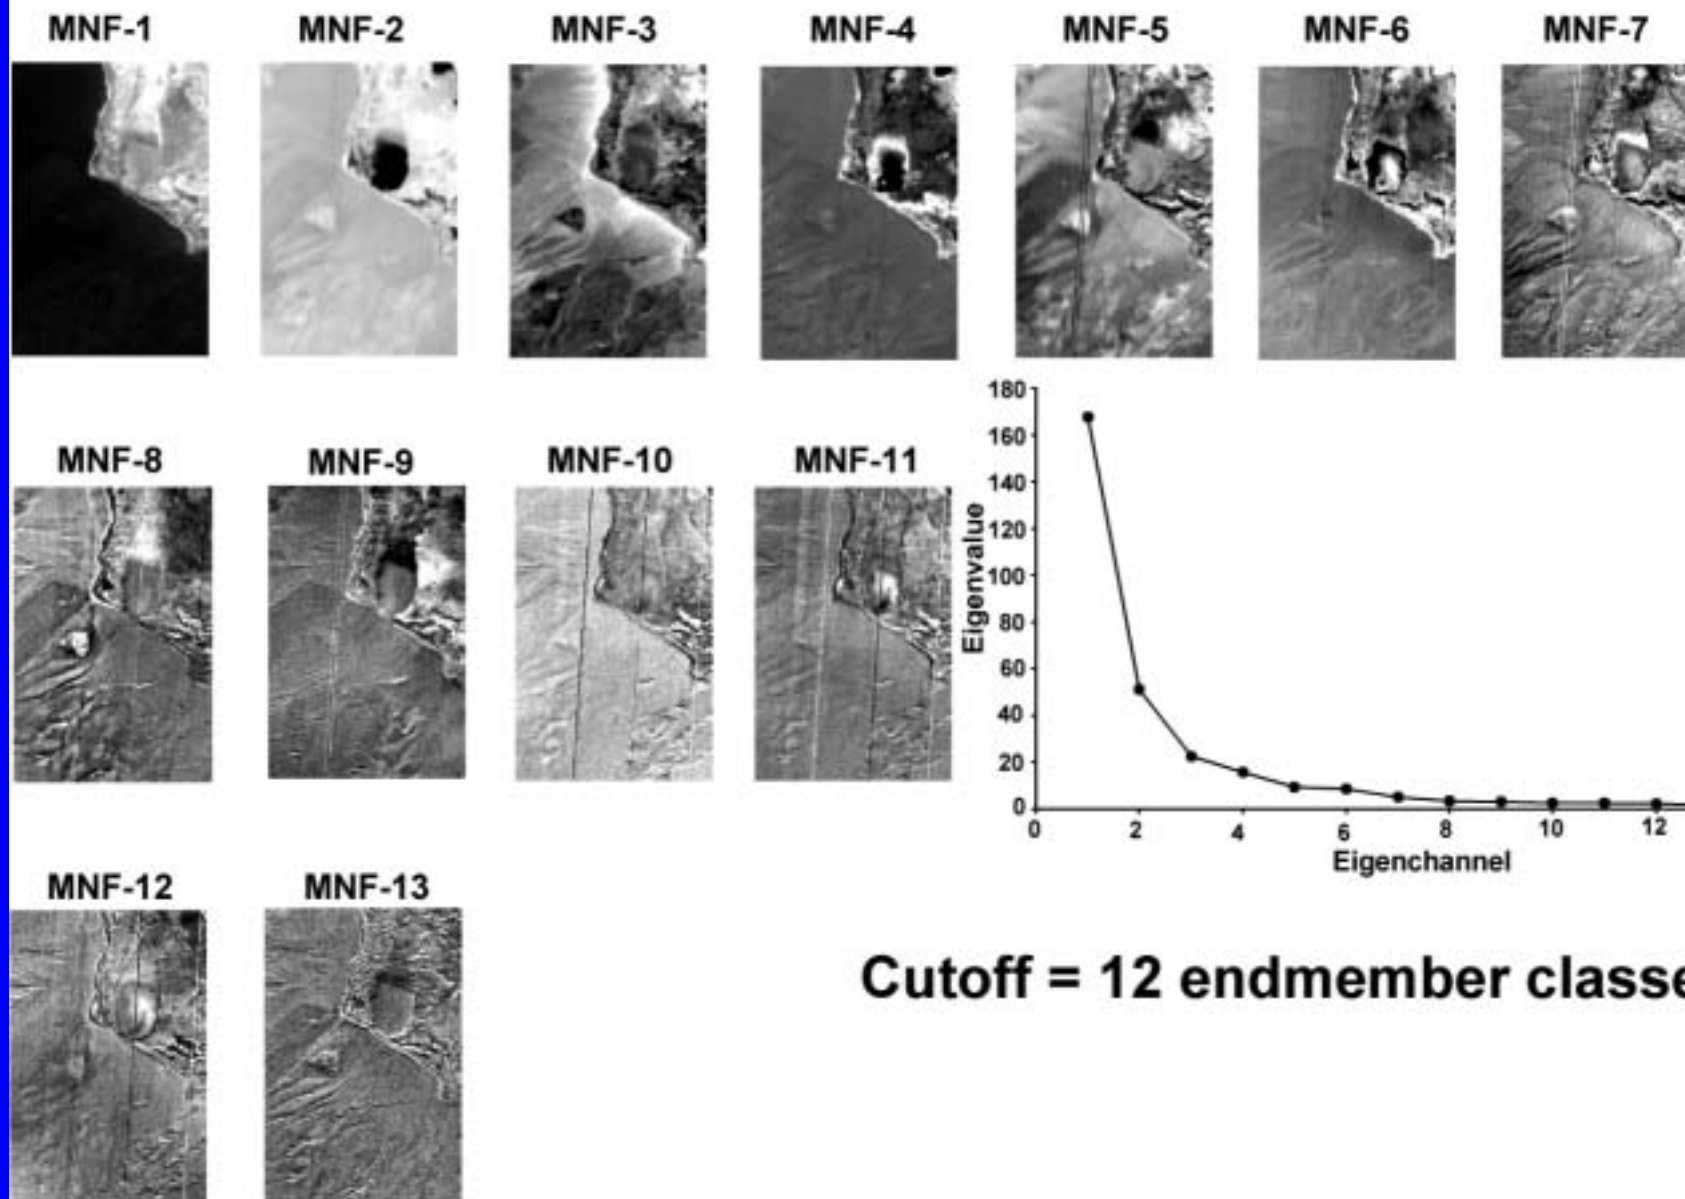 MNF-1 MNF-2 MNF-3 MNF-4 MNF-5 MNF-6 MNF-7
MNF-8 MNF-9 MNF-10 MNF-11
180
160
140
120
100
80
60
40
20
0
Eigenvalue
0 2 4 6 8 10 12
Eigenchannel
MNF-12 MNF-13
Cutoff = 12 endmember classe